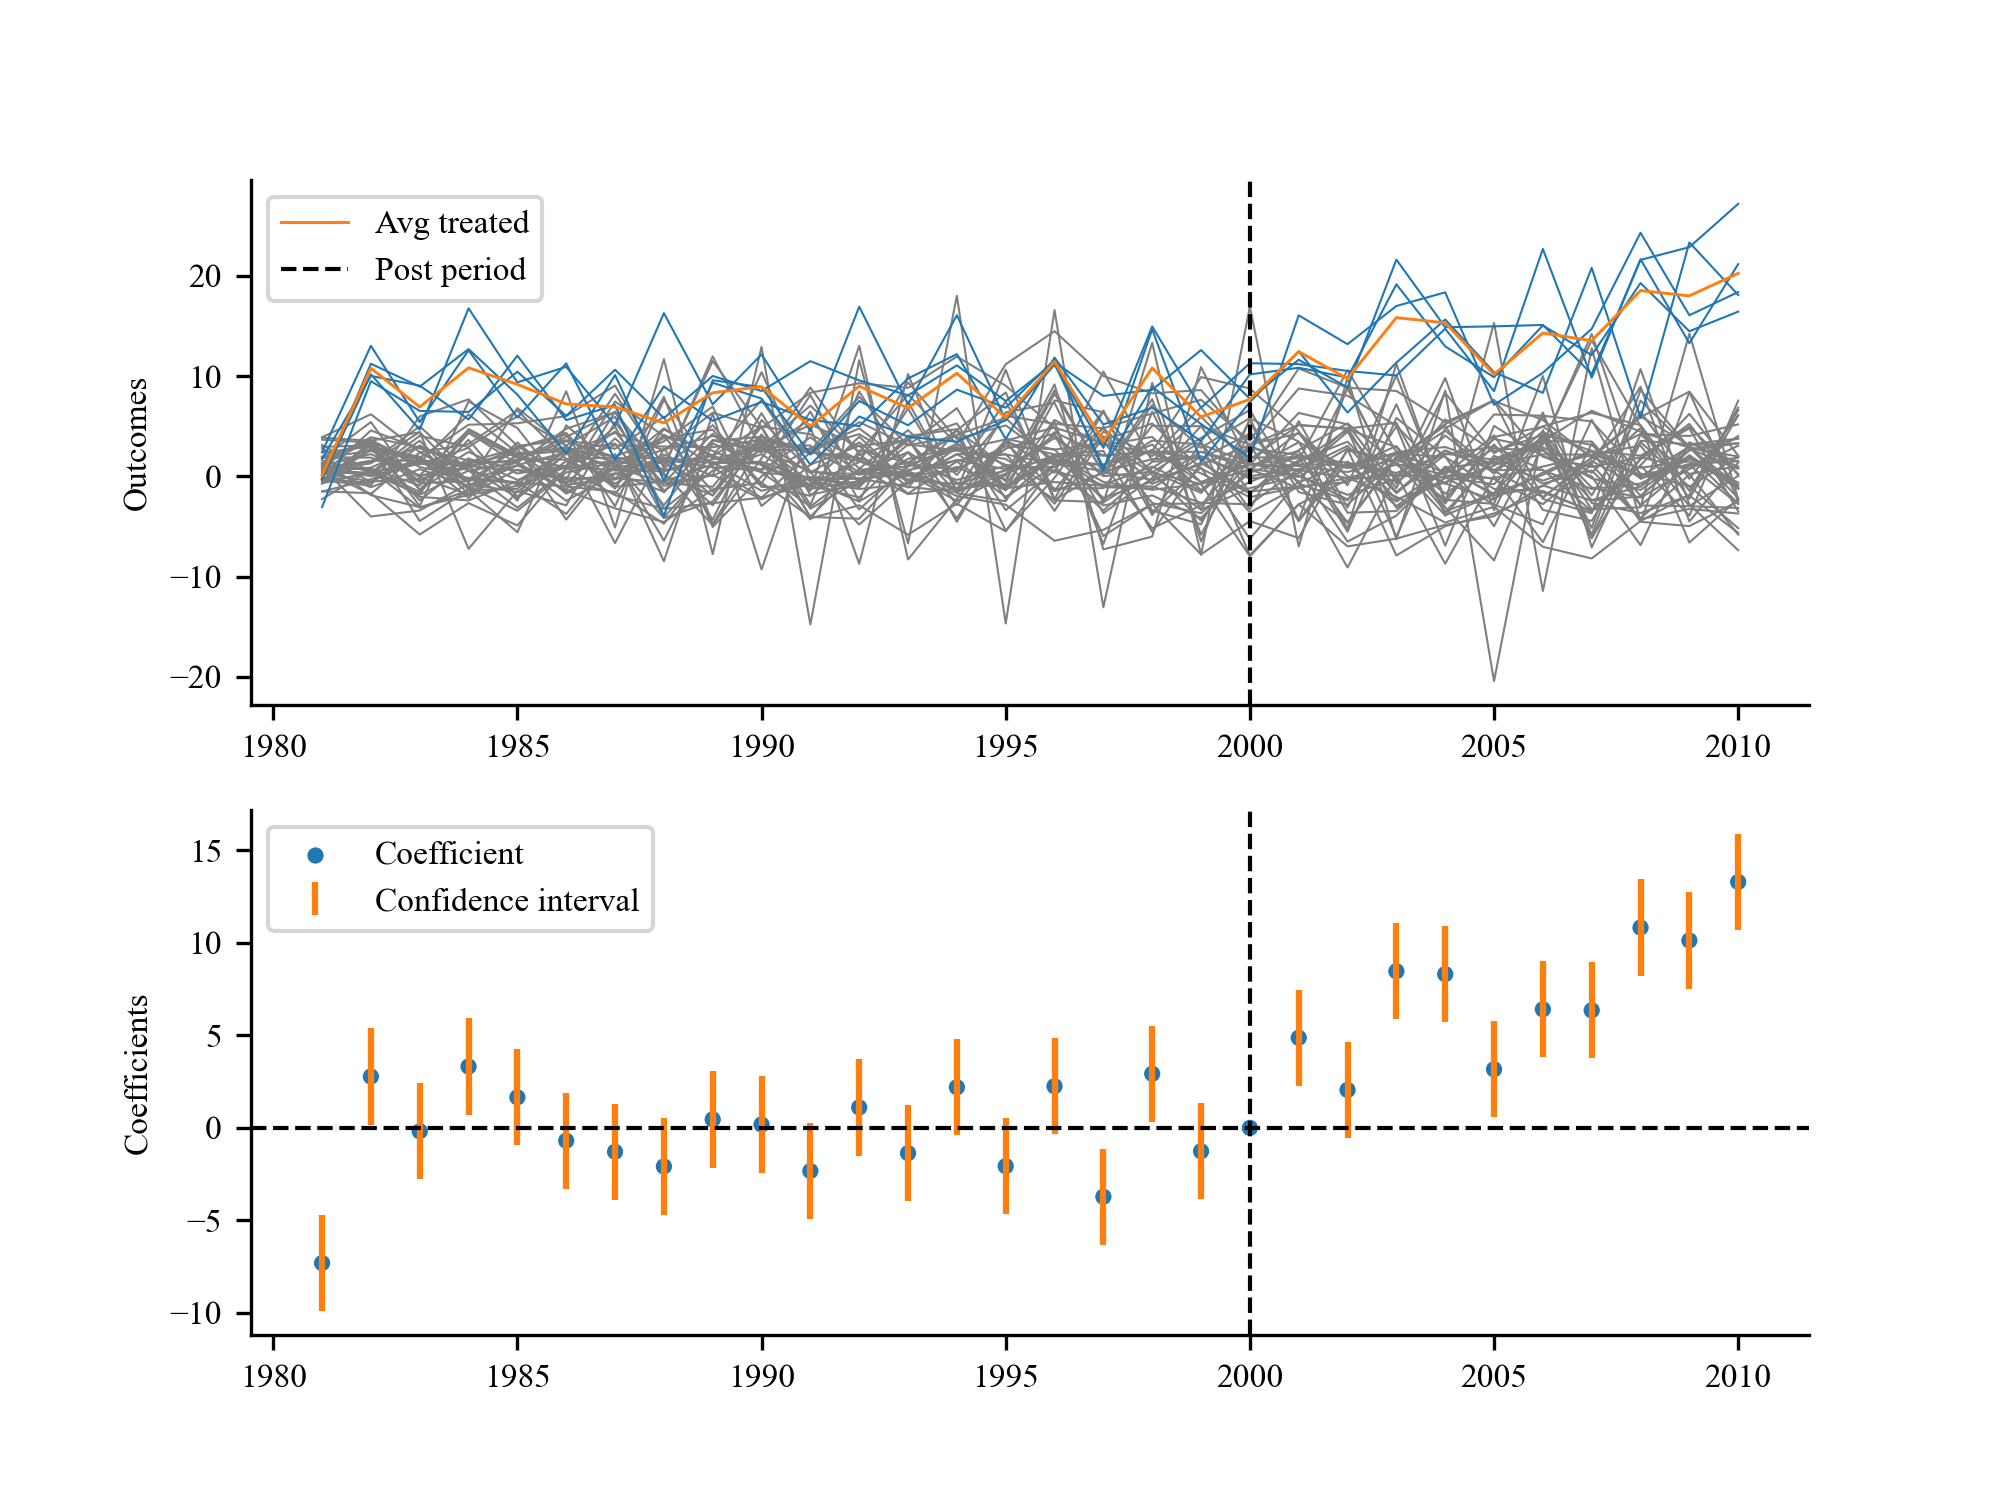 Avg treated
Post period
Outcomes
20
10
0
−10
−20
1980 1985 1990 1995 2000 2005 2010
Coefficient
Confidence interval
Coefficients
15
10
5
0
−5
−10
1980 1985 1990 1995 2000 2005 2010